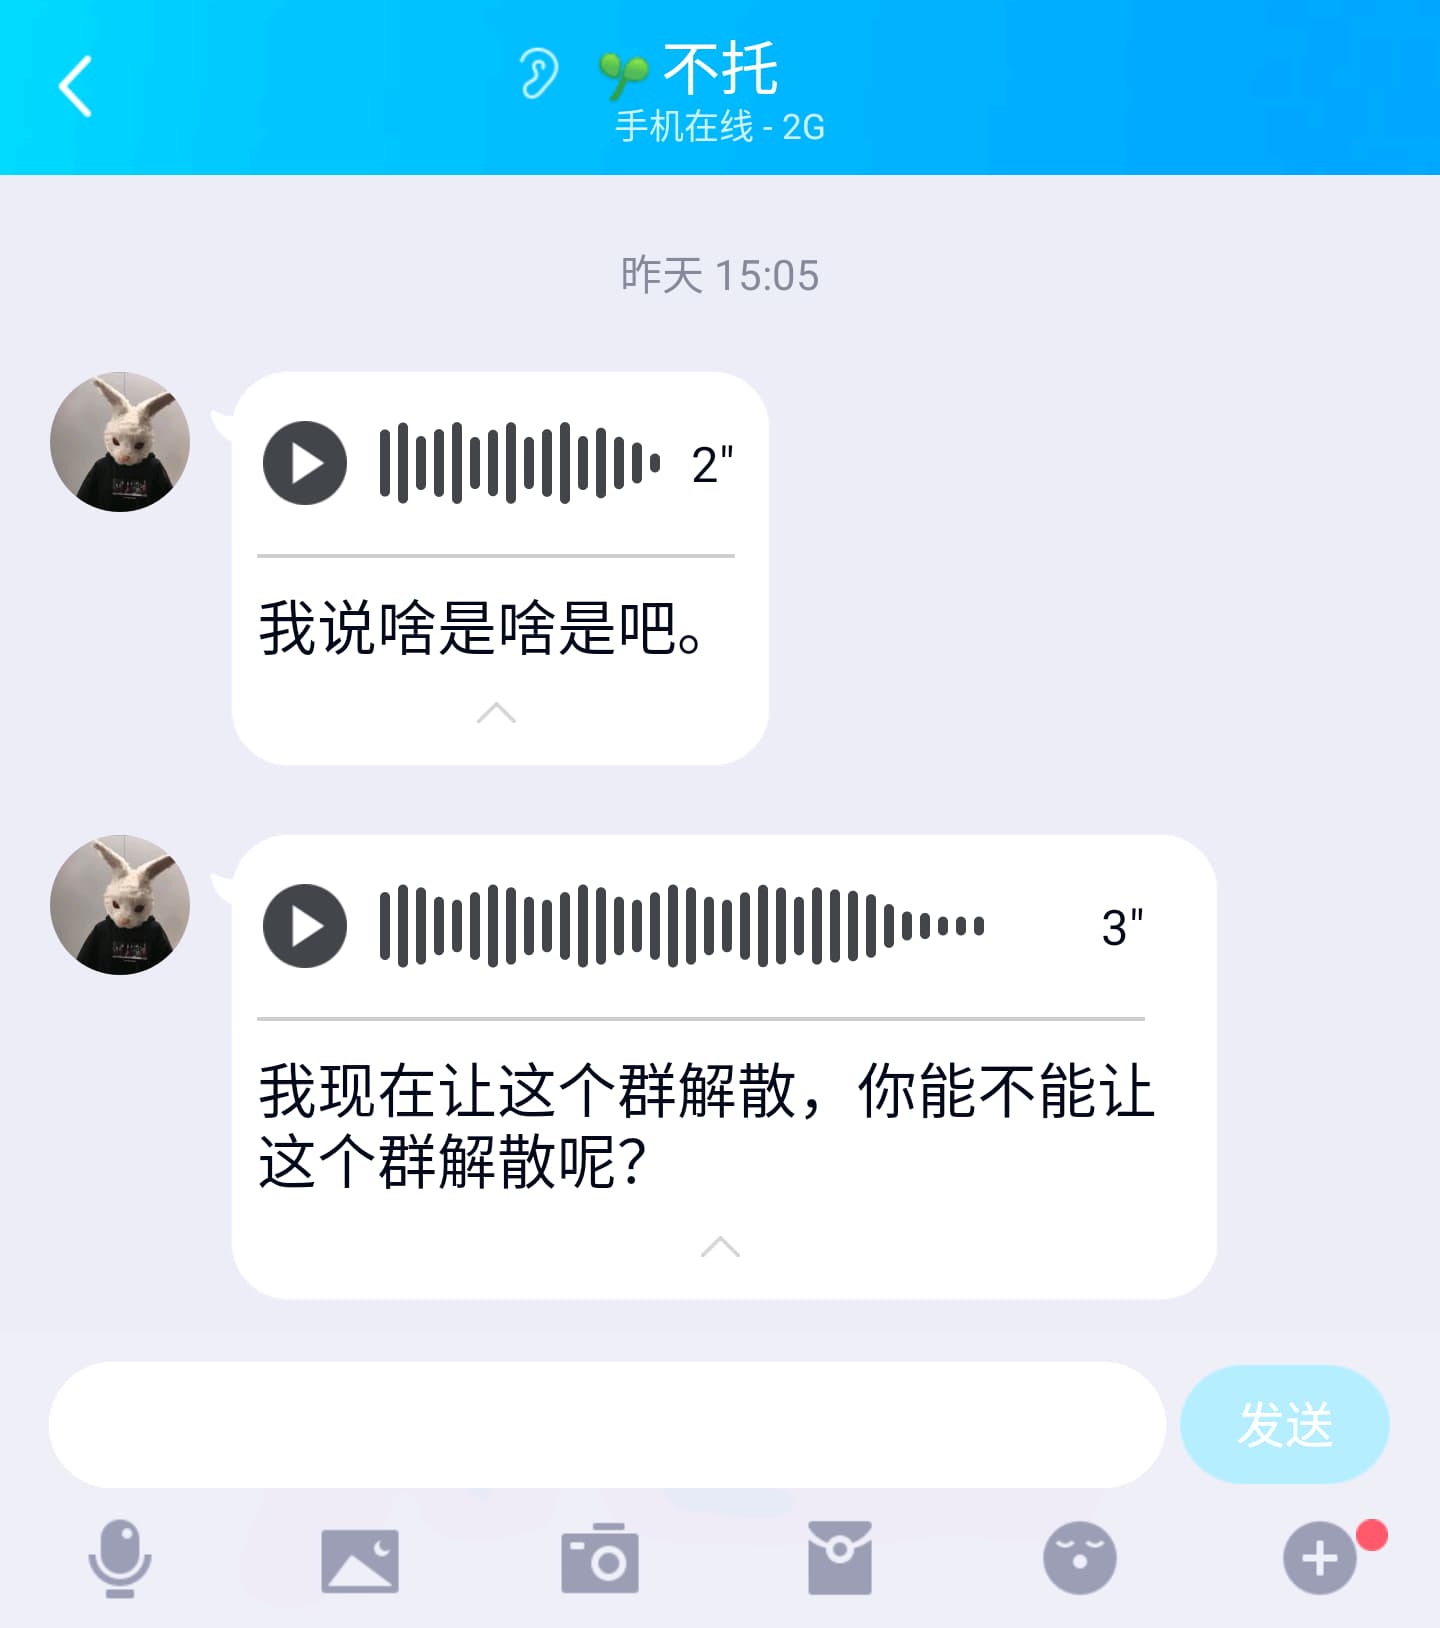 不托
手机在线 - 2G
昨天 15:05
2"
我说啥是啥是吧。
3"
我现在让这个群解散，你能不能让
这个群解散呢？
发送